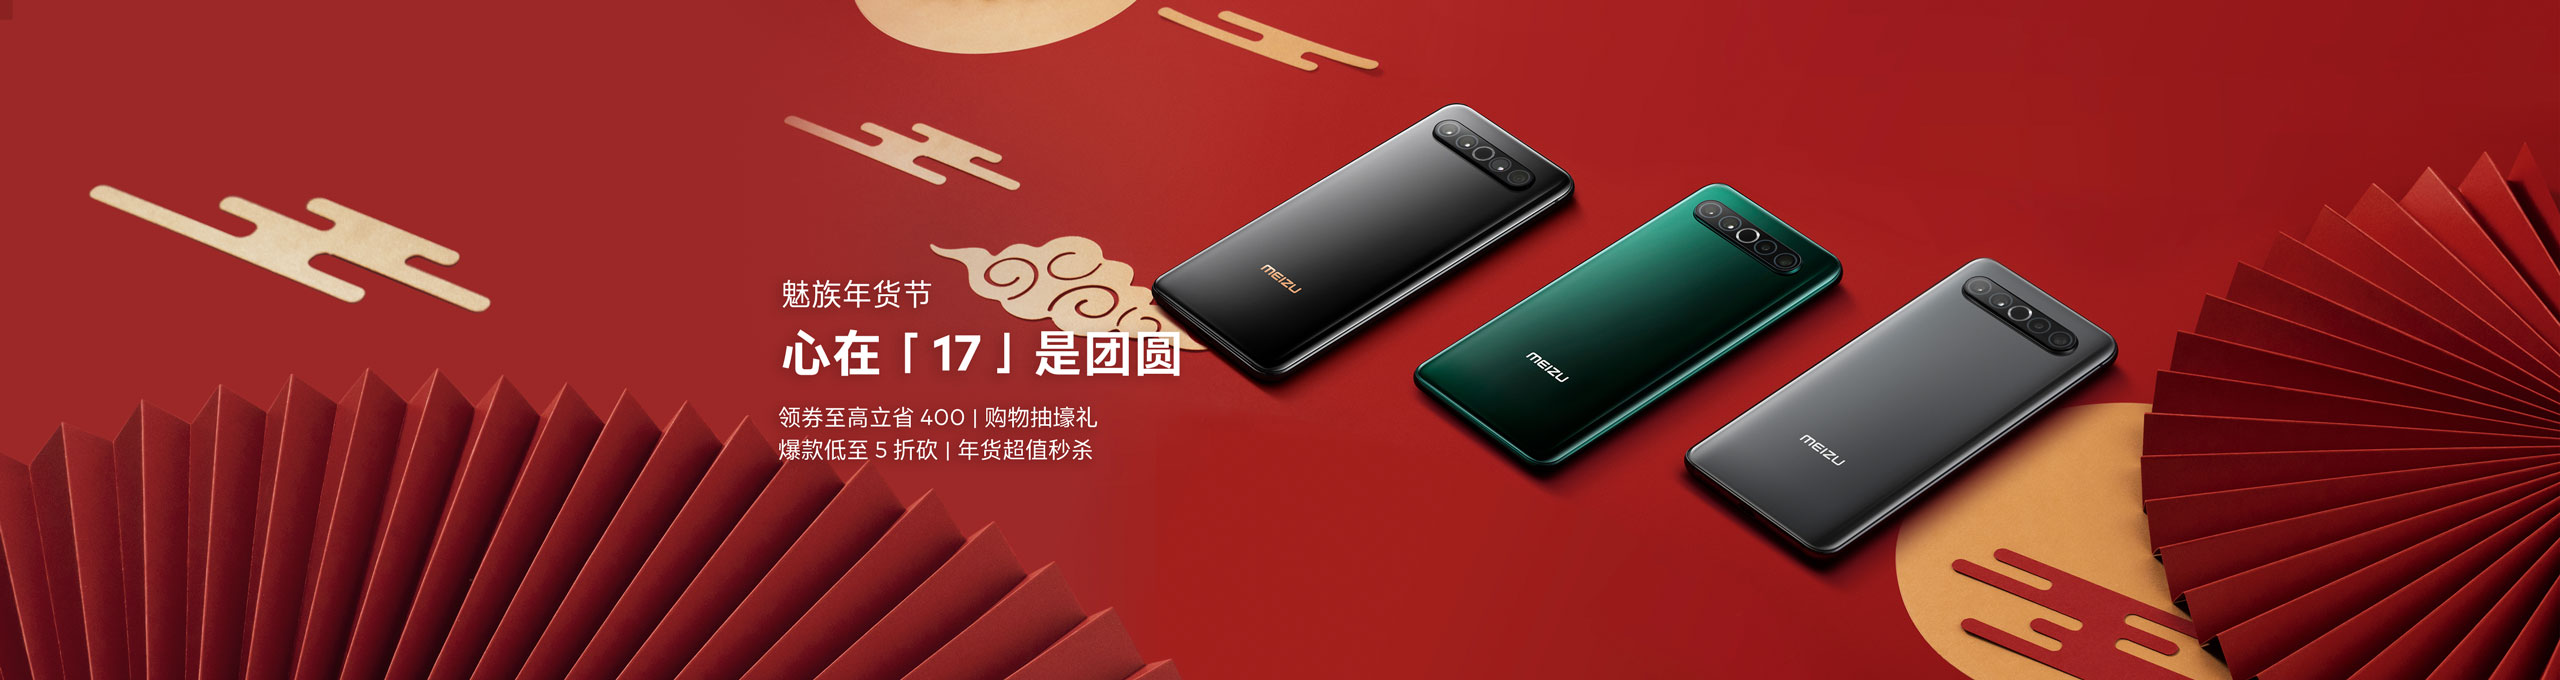 魅族年货节
心在「17」是团圆
领券至高立省 400 | 购物抽壕礼
爆款低至 5 折砍 | 年货超值秒杀
MEIZU
MEIZU
MEIZU